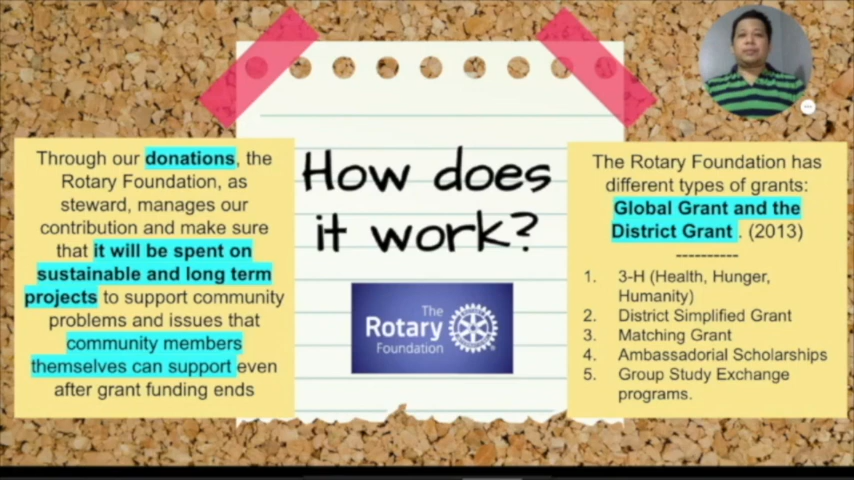 Through our donations, the
Rotary Foundation, as
steward, manages our
contribution and make sure
that it will be spent on
sustainable and long term
projects to support community
problems and issues that
community members
themselves can support even
after grant funding ends
How does
it work?
The
Rotary
Foundation
The Rotary Foundation has
different types of grants:
Global Grant and the
District Grant . (2013)
----------
1. 3-H (Health, Hunger,
Humanity)
2. District Simplified Grant
3. Matching Grant
4. Ambassadorial Scholarships
5. Group Study Exchange
programs.